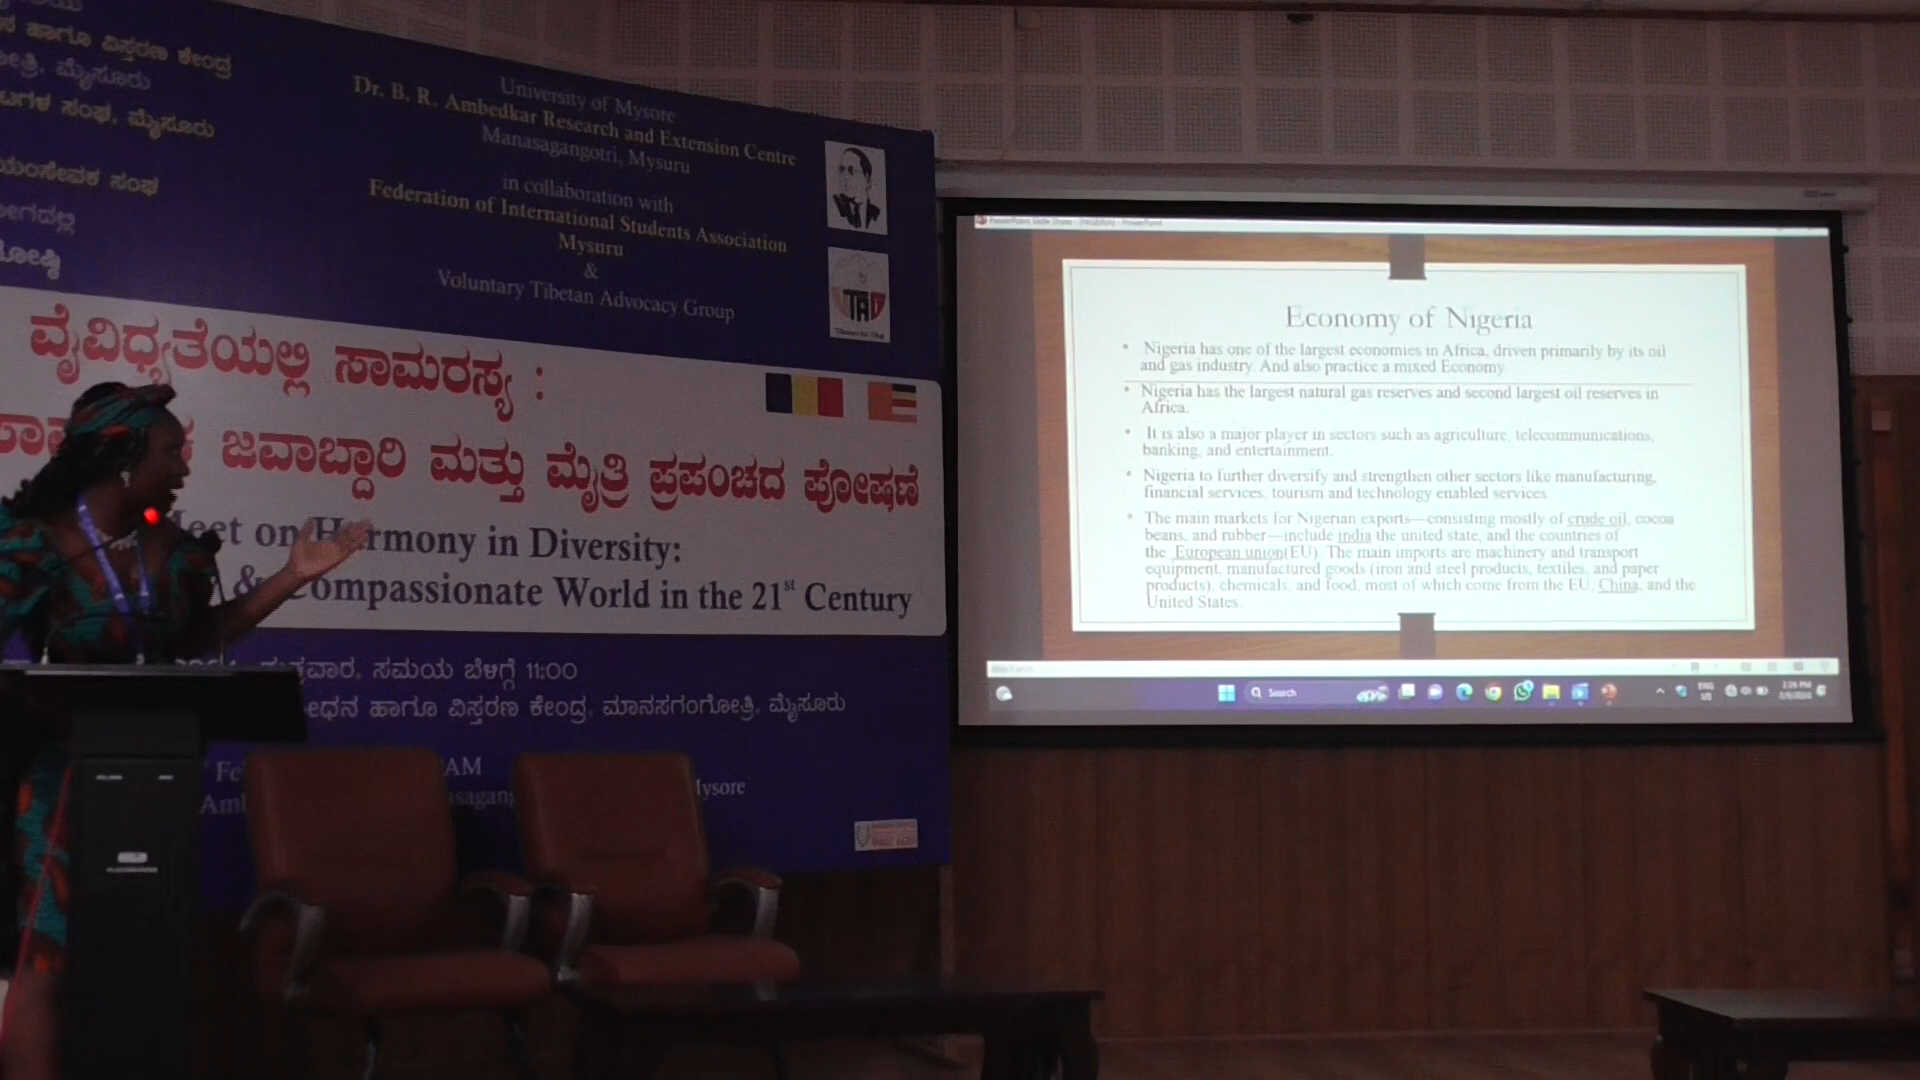 ನ ಹಾಗೂ ವಿಸ್ತರಣ ಕೇಂದ್ರ
ಮೈಸೂರು
ಸಂಘ, ಮೈಸೂರು
ಸಂಘ
University of Mysore
Dr. B. R. Ambedkar Research and Extension Centre
Manasagangotri, Mysuru
in collaboration with
Federation of International Students Association
Mysuru
&
Voluntary Tibetan Advocacy Group
ವೈವಿಧ್ಯತೆಯಲ್ಲಿ ಸಾಮರಸ್ಯ :
ಜವಾಬ್ದಾರಿ ಮತ್ತು ಮೈತ್ರಿ ಪ್ರಪಂಚದ ಪೋಷಣೆ
on Harmony in Diversity:
& Compassionate World in the 21st Century
ಸಮಯ ಬೆಳಿಗ್ಗೆ 11:00
ಹಾಗೂ ವಿಸ್ತರಣ ಕೇಂದ್ರ, ಮಾನಸಗಂಗೋತ್ರಿ, ಮೈಸೂರು
AM
Economy of Nigeria
• Nigeria has one of the largest economies in Africa, driven primarily by its oil
and gas industry. And also practice a mixed Economy.
• Nigeria has the largest natural gas reserves and second largest oil reserves in
Africa.
• It is also a major player in sectors such as agriculture, telecommunications,
banking, and entertainment.
• Nigeria to further diversify and strengthen other sectors like manufacturing,
financial services, tourism and technology enabled services.
• The main markets for Nigerian exports—consisting mostly of crude oil, cocoa
beans, and rubber—include india the united state, and the countries of
the European union(EU). The main imports are machinery and transport
equipment, manufactured goods (iron and steel products, textiles, and paper
products), chemicals, and food, most of which come from the EU, China, and the
United States.
Search
ENG
US